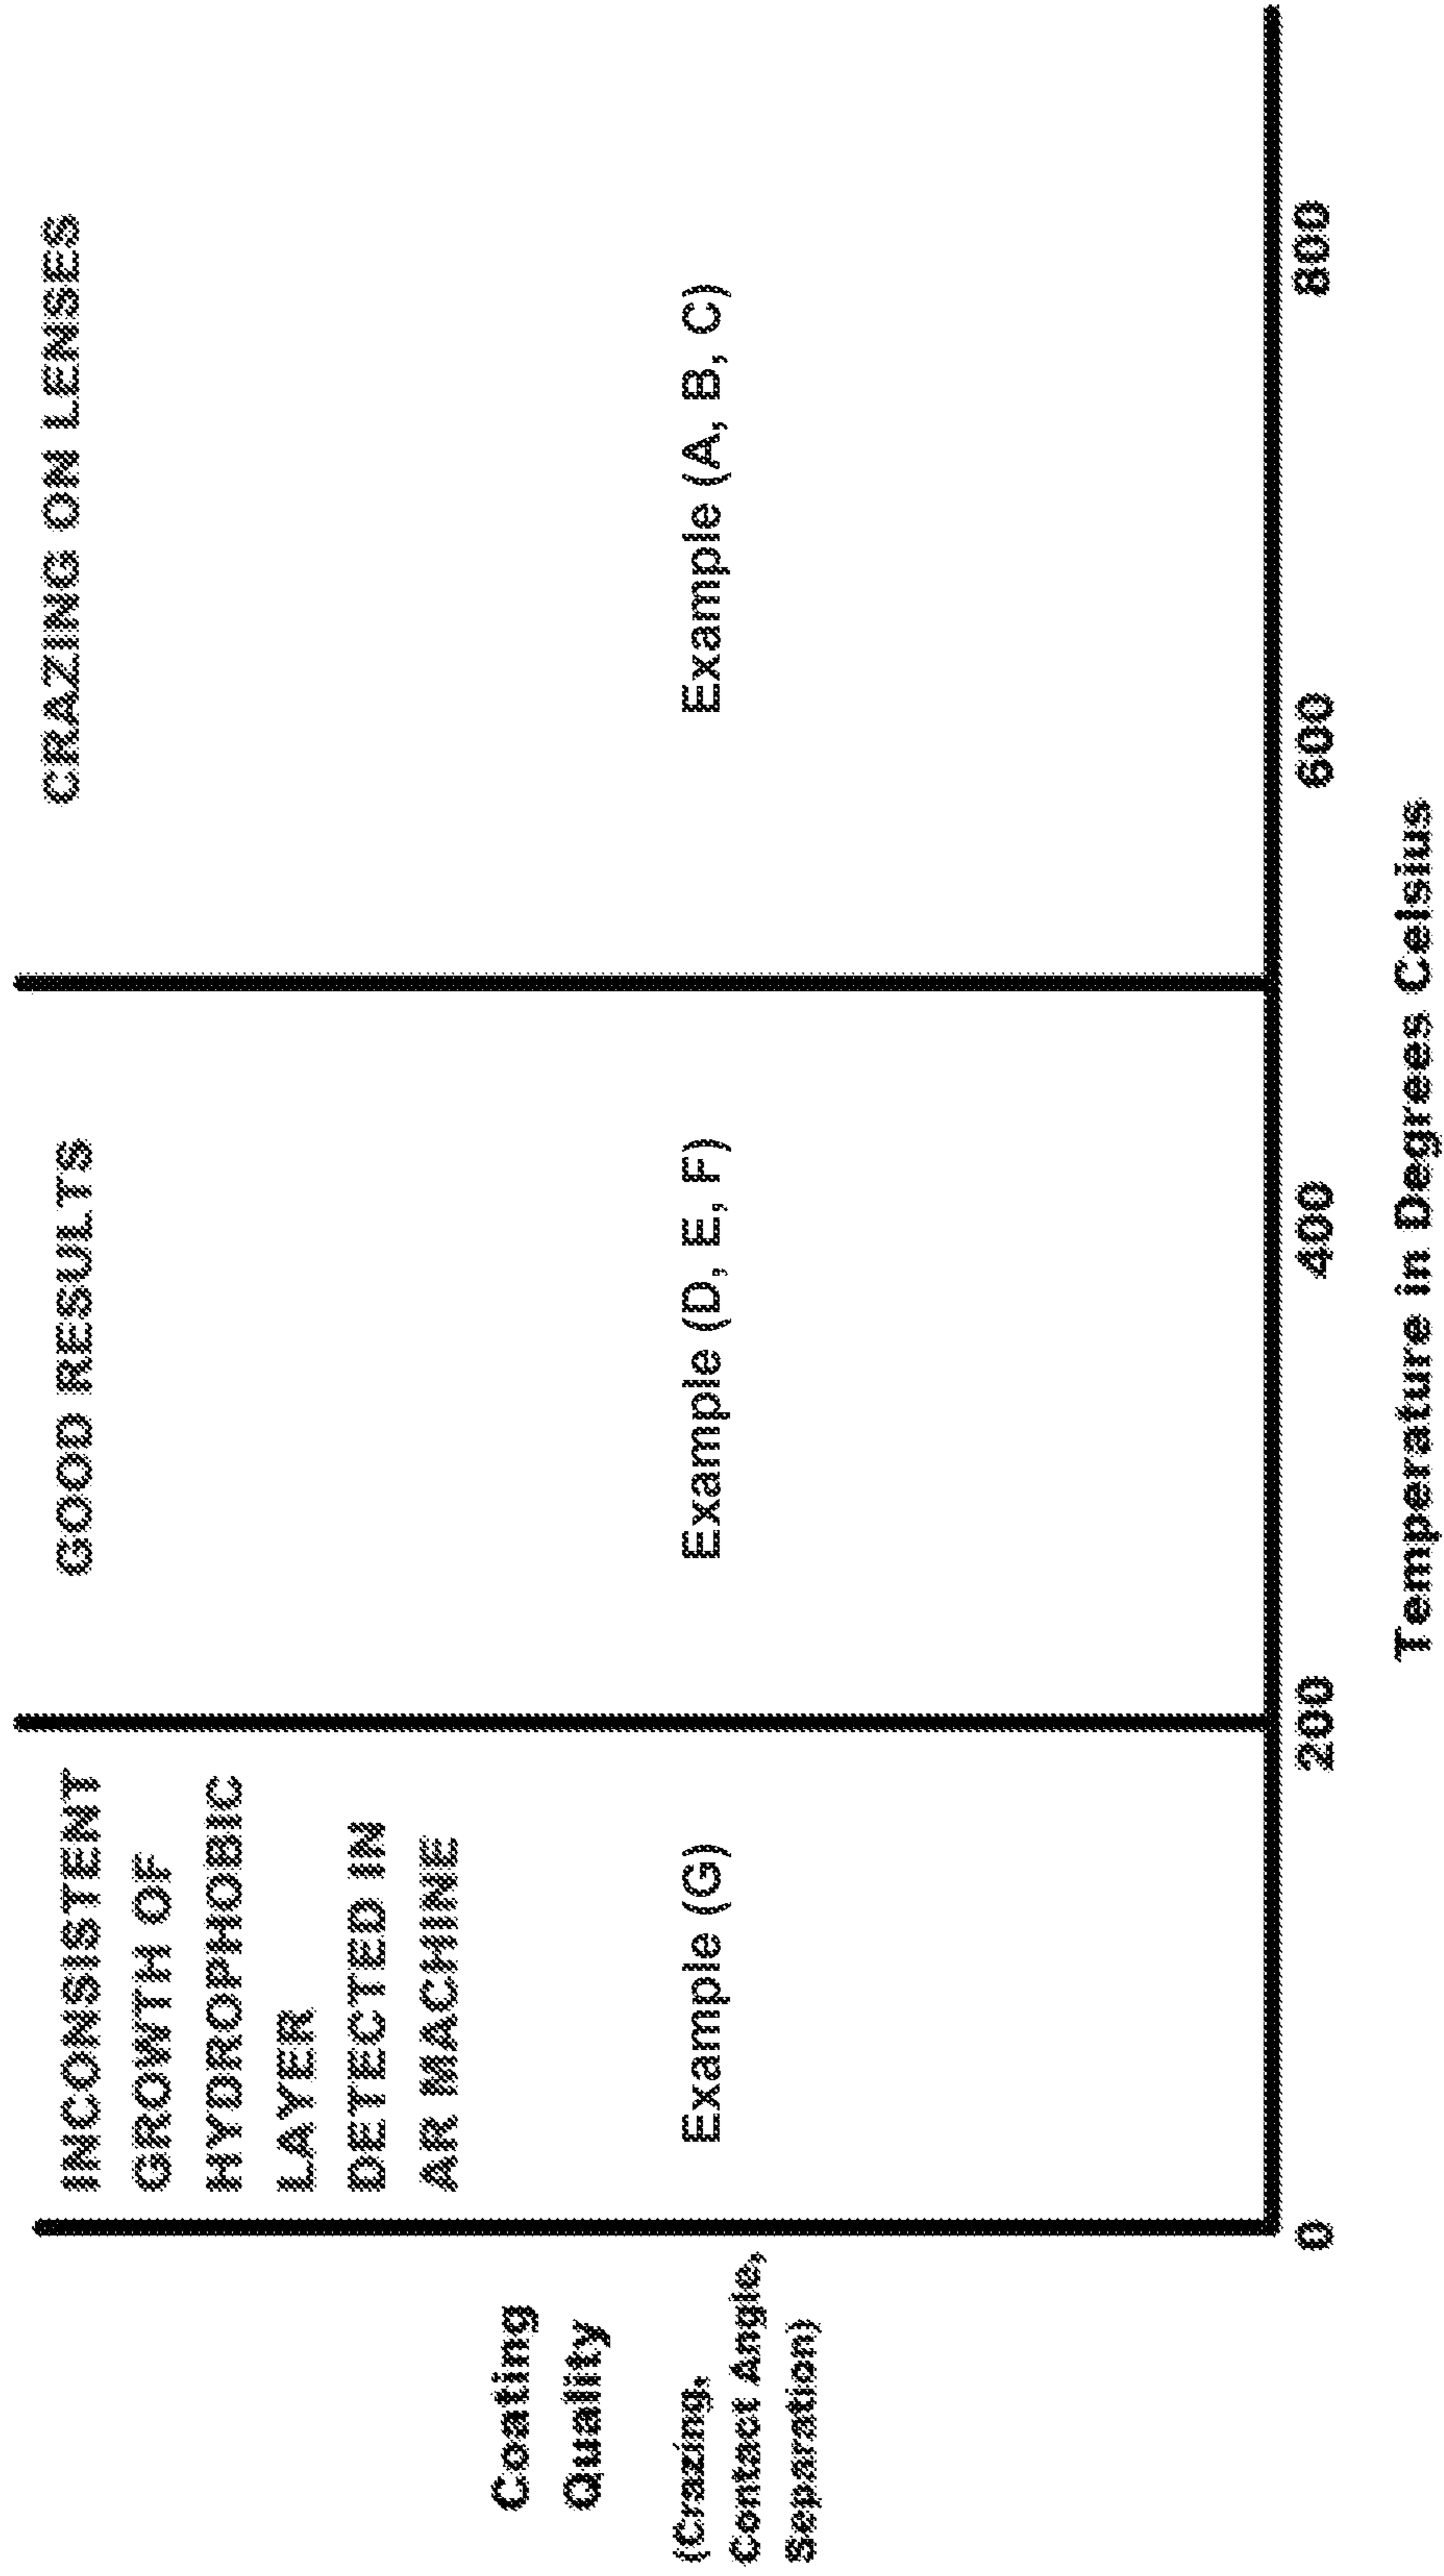 Coating
Quality
(Crazing,
Contact Angle,
Separation)
INCONSISTENT
GROWTH OF
HYDROPHOBIC
LAYER
DETECTED IN
AR MACHINE
Example (G)
GOOD RESULTS
Example (D, E, F)
CRAZING ON LENSES
Example (A, B, C)
0
200
400
600
800
Temperature in Degrees Celsius